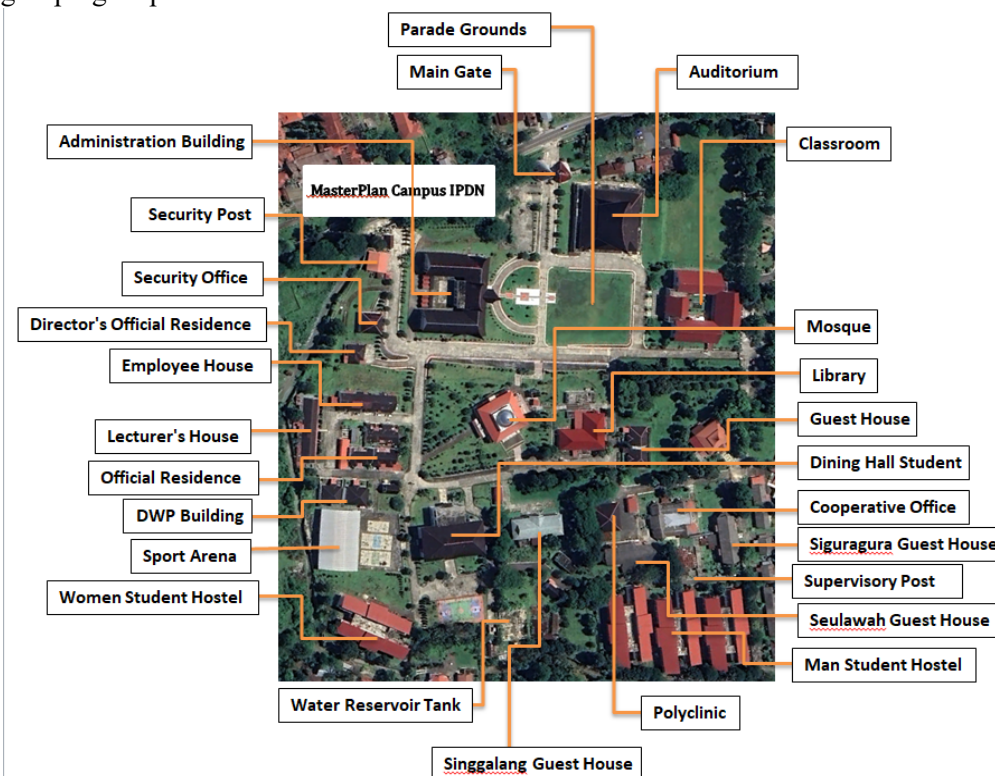 Parade Grounds
Main Gate
Auditorium
Administration Building
Classroom
MasterPlan Campus IPDN
Security Post
Security Office
Director's Official Residence
Mosque
Employee House
Library
Guest House
Lecturer's House
Dining Hall Student
Official Residence
Cooperative Office
DWP Building
Siguragura Guest House
Sport Arena
Supervisory Post
Women Student Hostel
Seulawah Guest House
Man Student Hostel
Water Reservoir Tank
Polyclinic
Singgalang Guest House